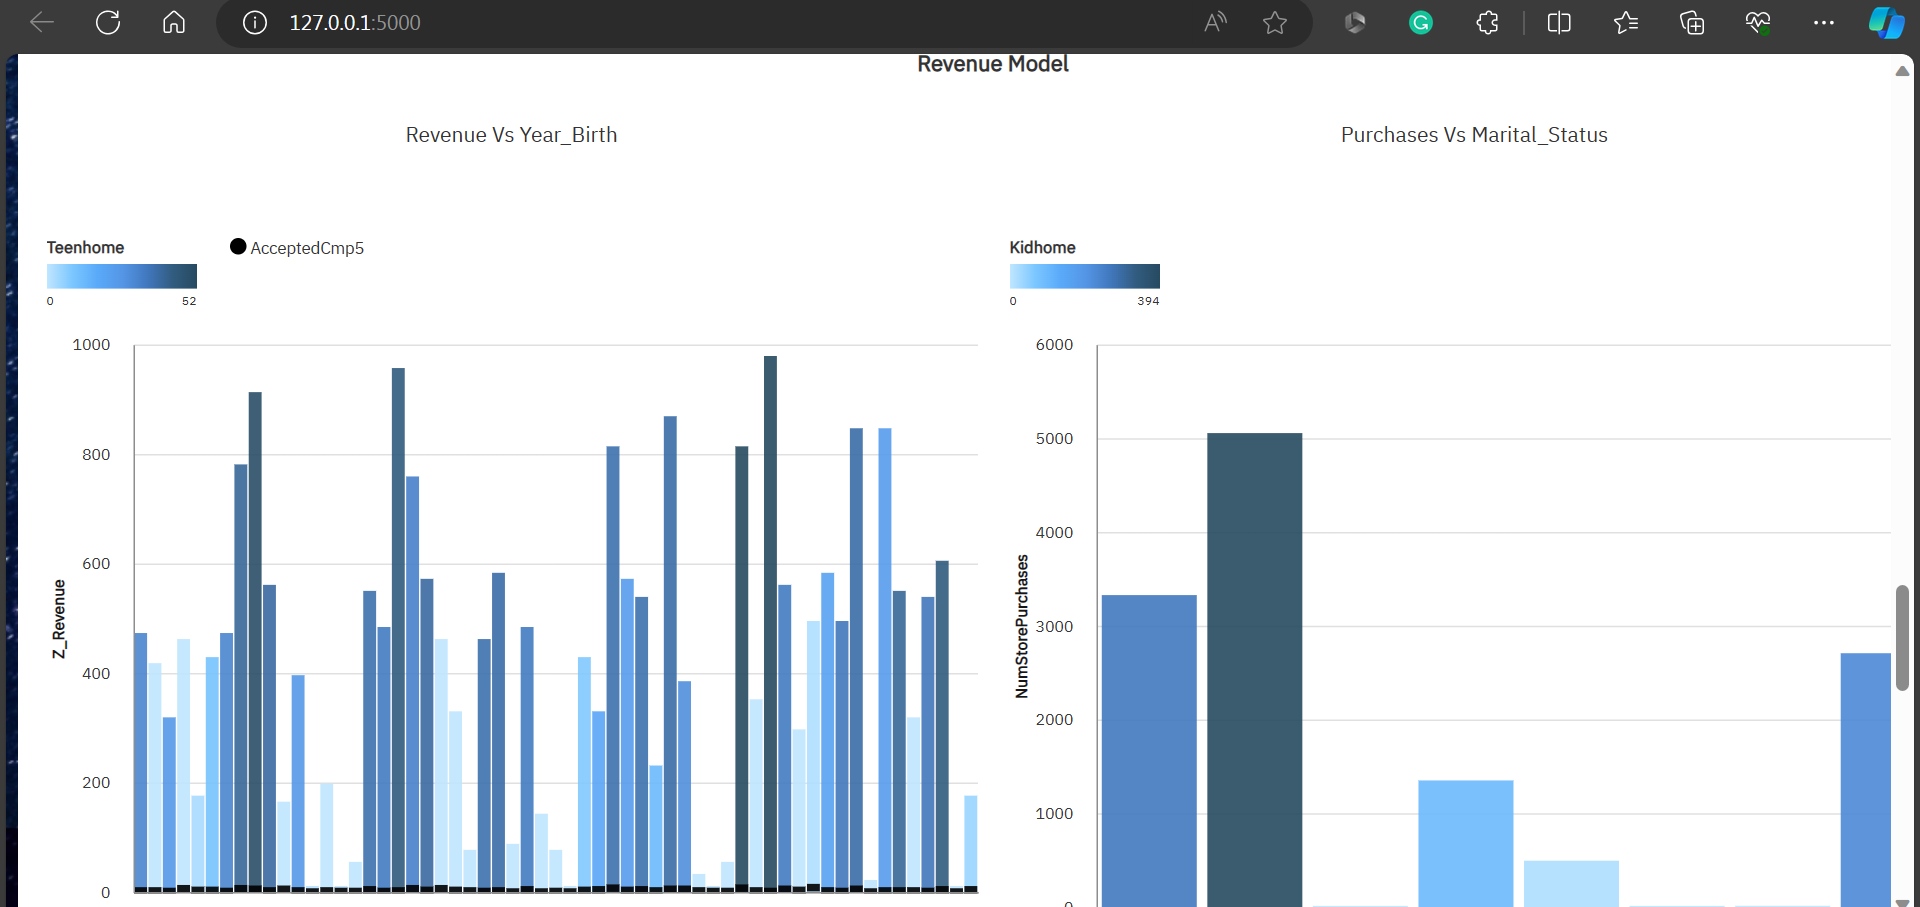 127.0.0.1:5000
Revenue Model
Revenue Vs Year_Birth
Purchases Vs Marital_Status
Teenhome
AcceptedCmp5
0 52
Kidhome
0 394
1000
800
600
400
200
0
Z_Revenue
6000
5000
4000
3000
2000
1000
0
NumStorePurchases